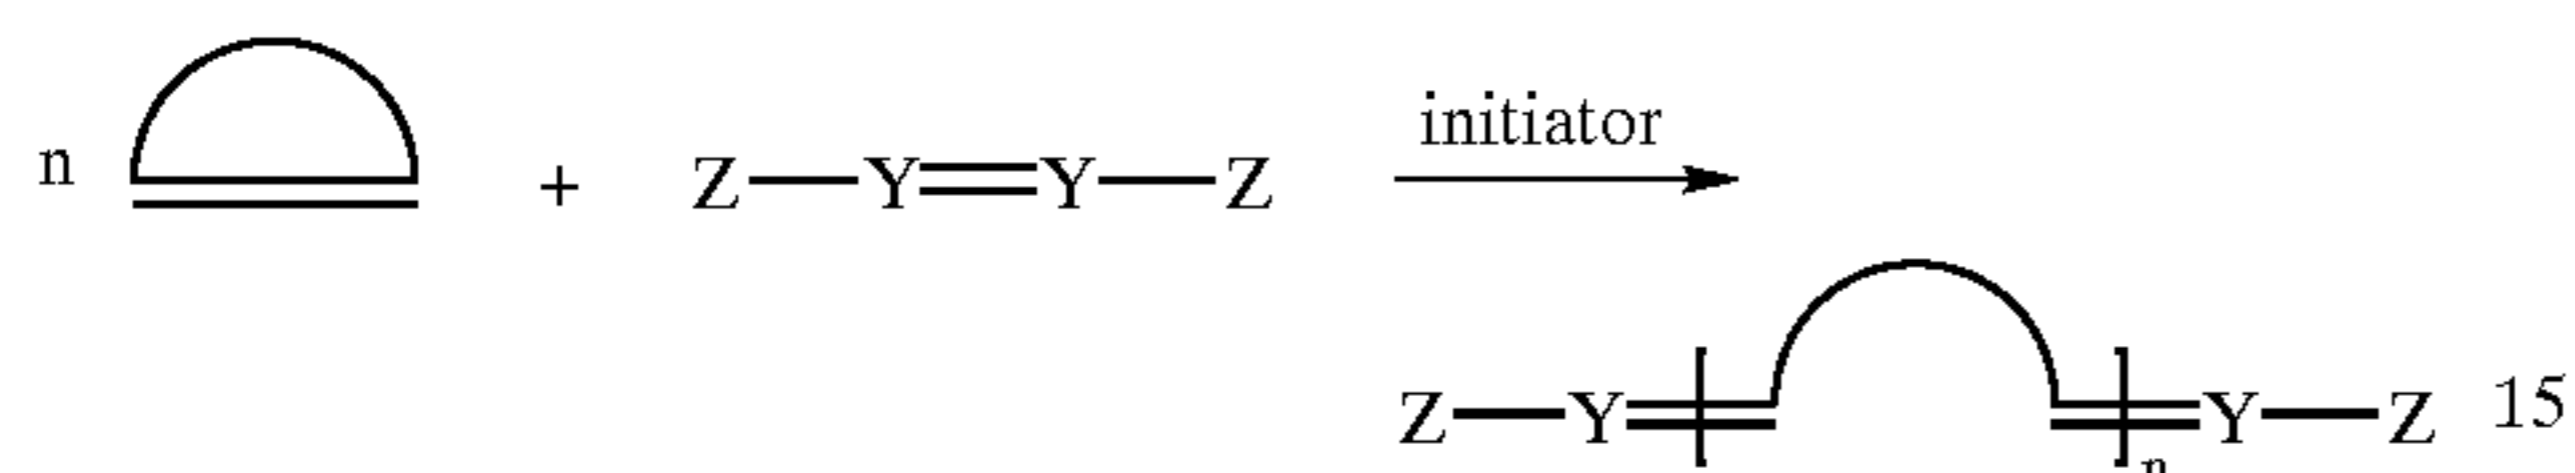 initiator
n + Z—Y=Y—Z
Z—Y=[ ]=Y—Z 15
n